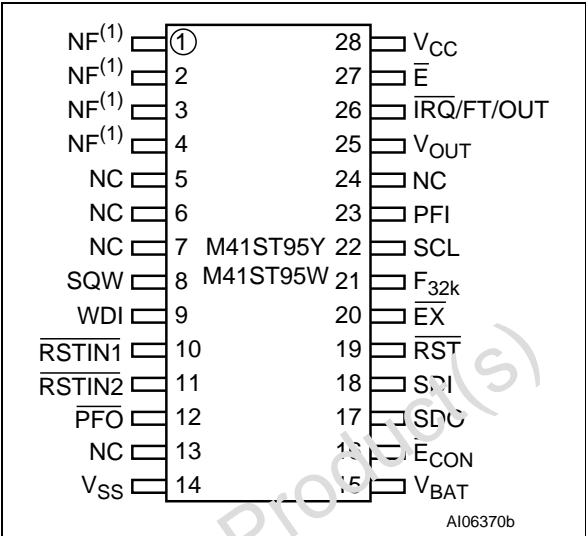 NF(1) 1 28 VCC
NF(1) 2 27 E
NF(1) 3 26 IRQ/FT/OUT
NF(1) 4 25 VOUT
NC 5 24 NC
NC 6 23 PFI
NC 7 M41ST95Y 22 SCL
SQW 8 M41ST95W 21 F32k
WDI 9 20 EX
RSTIN1 10 19 RST
RSTIN2 11 18 SDI
PFO 12 17 SDO
NC 13 16 ECON
VSS 14 15 VBAT
AI06370b
Product(s)